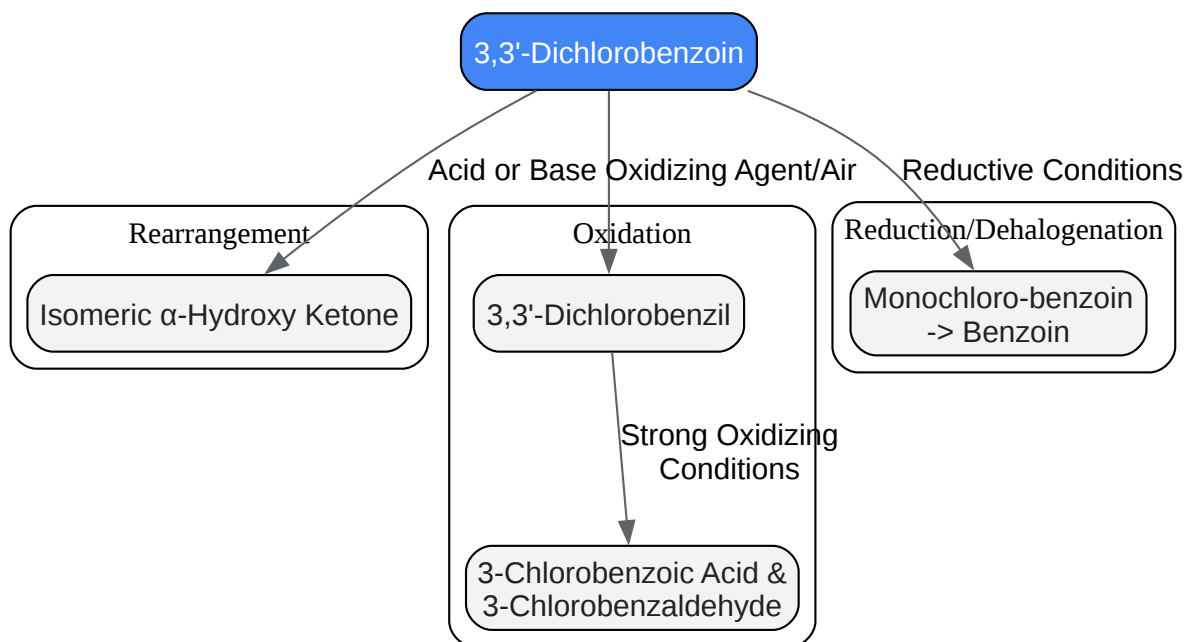 3,3'-Dichlorobenzoin
Acid or Base
Oxidizing Agent/Air
Reductive Conditions
Rearrangement
Oxidation
Reduction/Dehalogenation
Isomeric α-Hydroxy Ketone
3,3'-Dichlorobenzil
Monochloro-benzoin
-> Benzoin
Strong Oxidizing
Conditions
3-Chlorobenzoic Acid &
3-Chlorobenzaldehyde